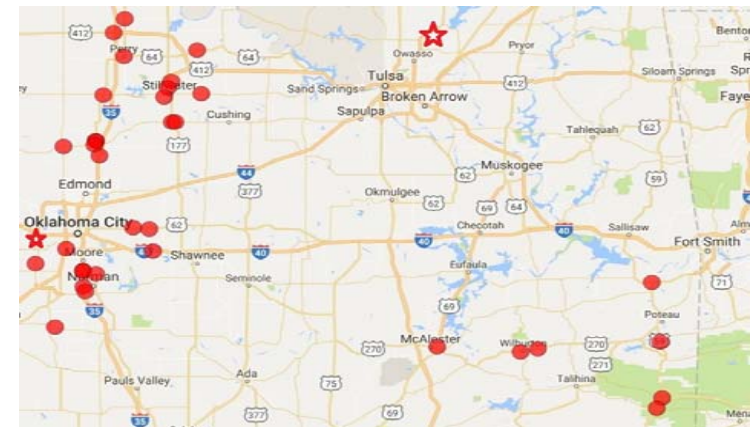 412
Perry
64
412
64
Stillwater
Cushing
35
177
Owasso
Tulsa
Sand Springs
Broken Arrow
Sapulpa
Pryor
412
Siloam Springs
Tahlequah
62
Edmond
44
377
Okmulgee
62
Muskogee
62
69
64
59
Oklahoma City
62
Moore
Shawnee
40
40
Checotah
40
Sallisaw
Fort Smith
Norman
Seminole
Eufaula
71
35
69
Poteau
McAlester
270
Wilburton
270
271
Pauls Valley
Ada
75
Talihina
377
69
35